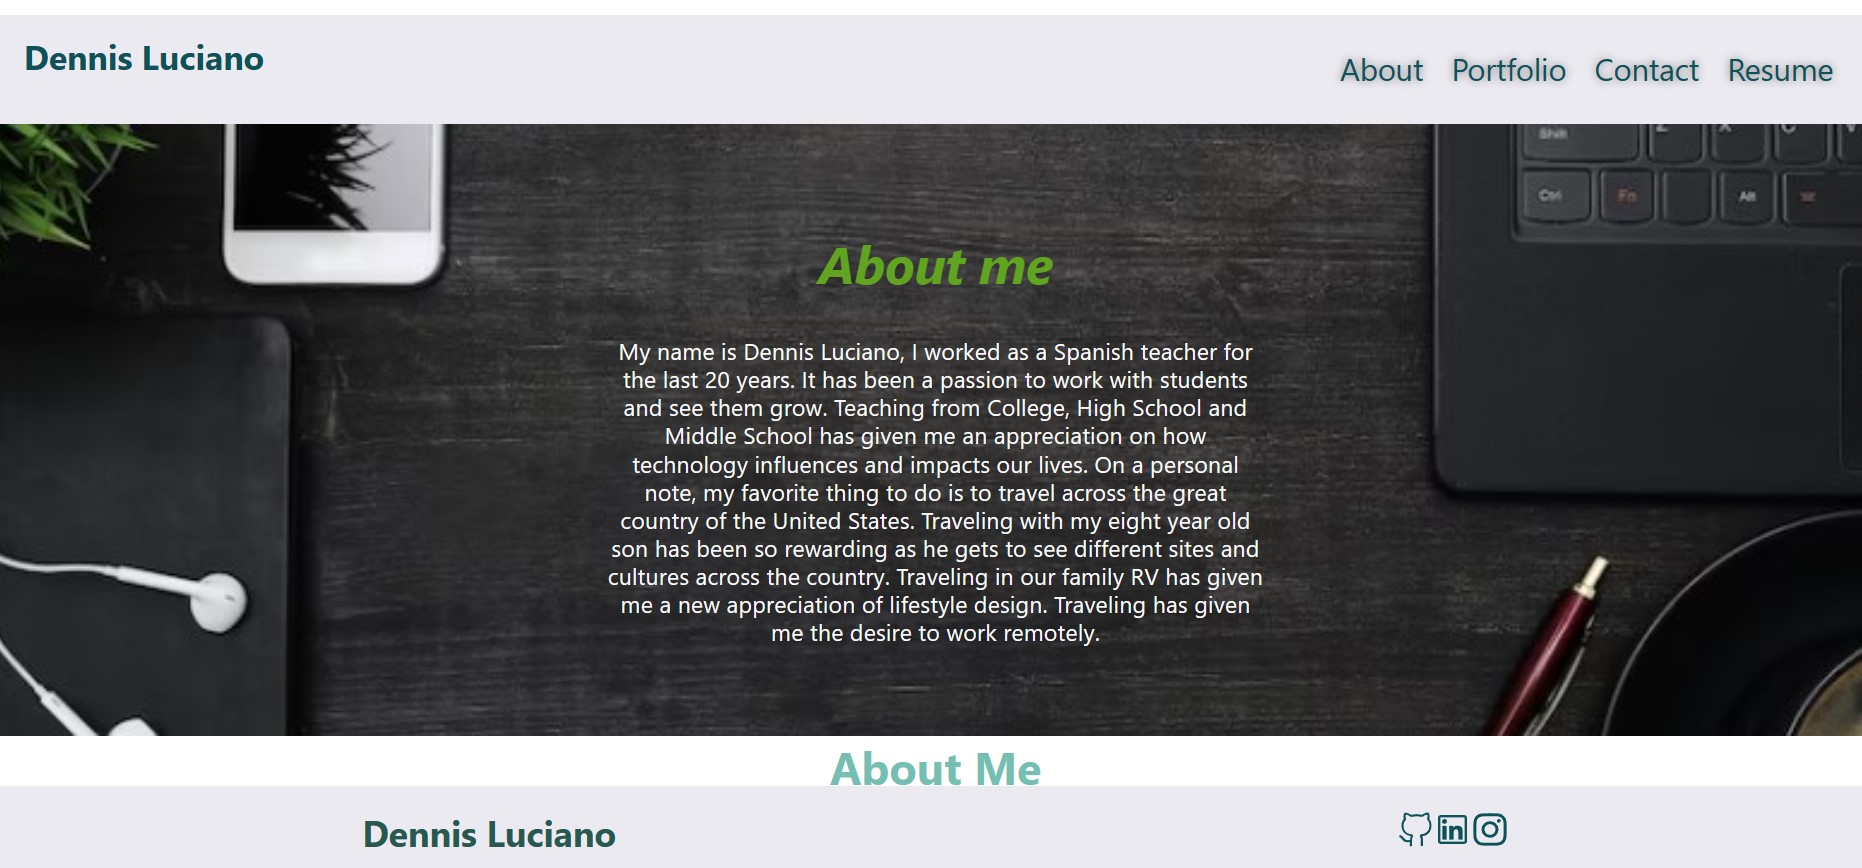 Dennis Luciano
About Portfolio Contact Resume
Shift Z X C V
Ctrl Fn Alt
About me
My name is Dennis Luciano, I worked as a Spanish teacher for
the last 20 years. It has been a passion to work with students
and see them grow. Teaching from College, High School and
Middle School has given me an appreciation on how
technology influences and impacts our lives. On a personal
note, my favorite thing to do is to travel across the great
country of the United States. Traveling with my eight year old
son has been so rewarding as he gets to see different sites and
cultures across the country. Traveling in our family RV has given
me a new appreciation of lifestyle design. Traveling has given
me the desire to work remotely.
About Me
Dennis Luciano
in